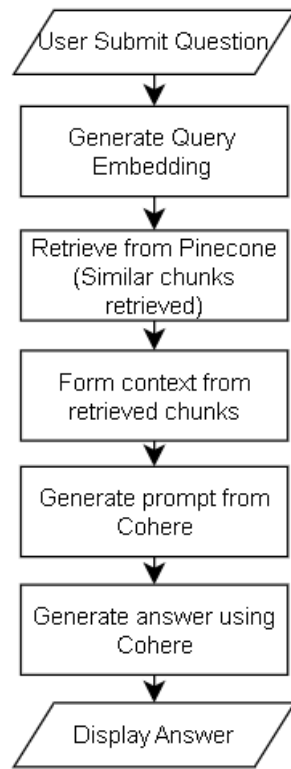 User Submit Question
Generate Query
Embedding
Retrieve from Pinecone
(Similar chunks
retrieved)
Form context from
retrieved chunks
Generate prompt from
Cohere
Generate answer using
Cohere
Display Answer